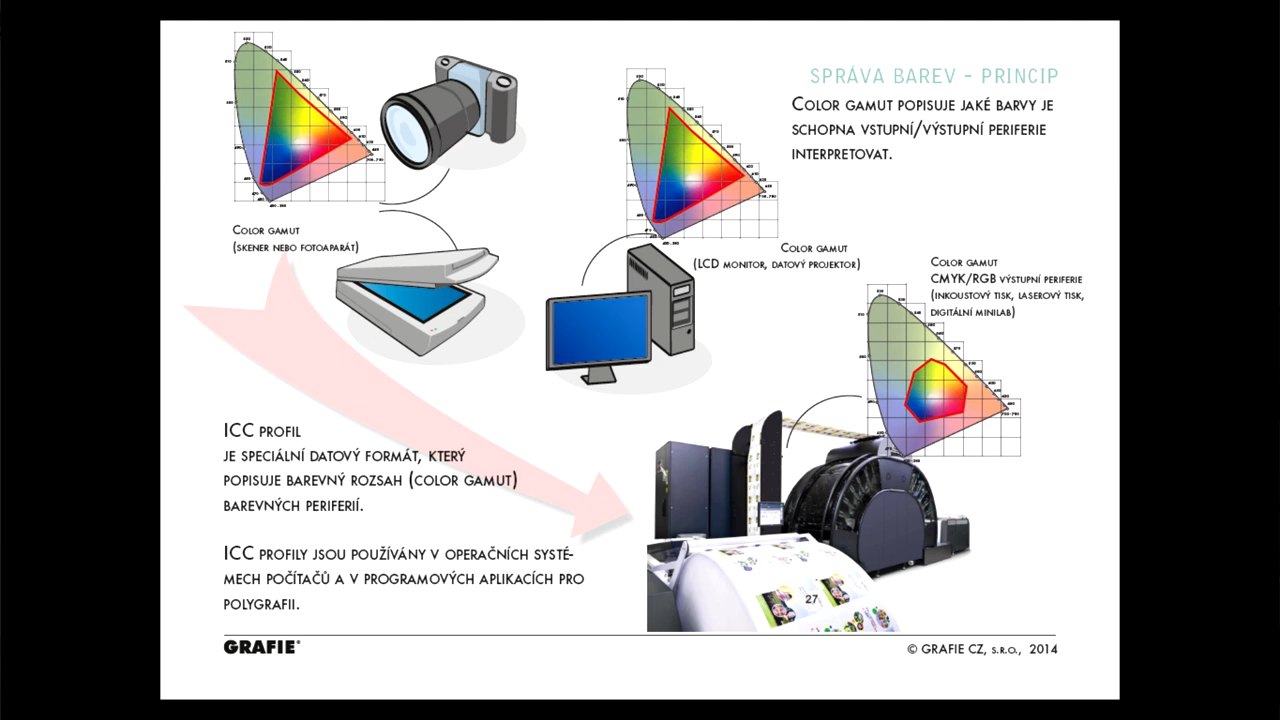 SPRÁVA BAREV - PRINCIP
COLOR GAMUT POPISUJE JAKÉ BARVY JE
SCHOPNA VSTUPNÍ/VÝSTUPNÍ PERIFERIE
INTERPRETOVAT.
COLOR GAMUT
(SKENER NEBO FOTOAPARÁT)
COLOR GAMUT
(LCD MONITOR, DATOVÝ PROJEKTOR)
COLOR GAMUT
CMYK/RGB VÝSTUPNÍ PERIFERIE
(INKOUSTOVÝ TISK, LASEROVÝ TISK,
DIGITÁLNÍ MINILAB)
ICC PROFIL
JE SPECIÁLNÍ DATOVÝ FORMÁT, KTERÝ
POPISUJE BAREVNÝ ROZSAH (COLOR GAMUT)
BAREVNÝCH PERIFERIÍ.
ICC PROFILY JSOU POUŽÍVÁNY V OPERAČNÍCH SYSTÉ-
MECH POČÍTAČŮ A V PROGRAMOVÝCH APLIKACÍCH PRO
POLYGRAFII.
27
GRAFIE®
© GRAFIE CZ, S.R.O., 2014